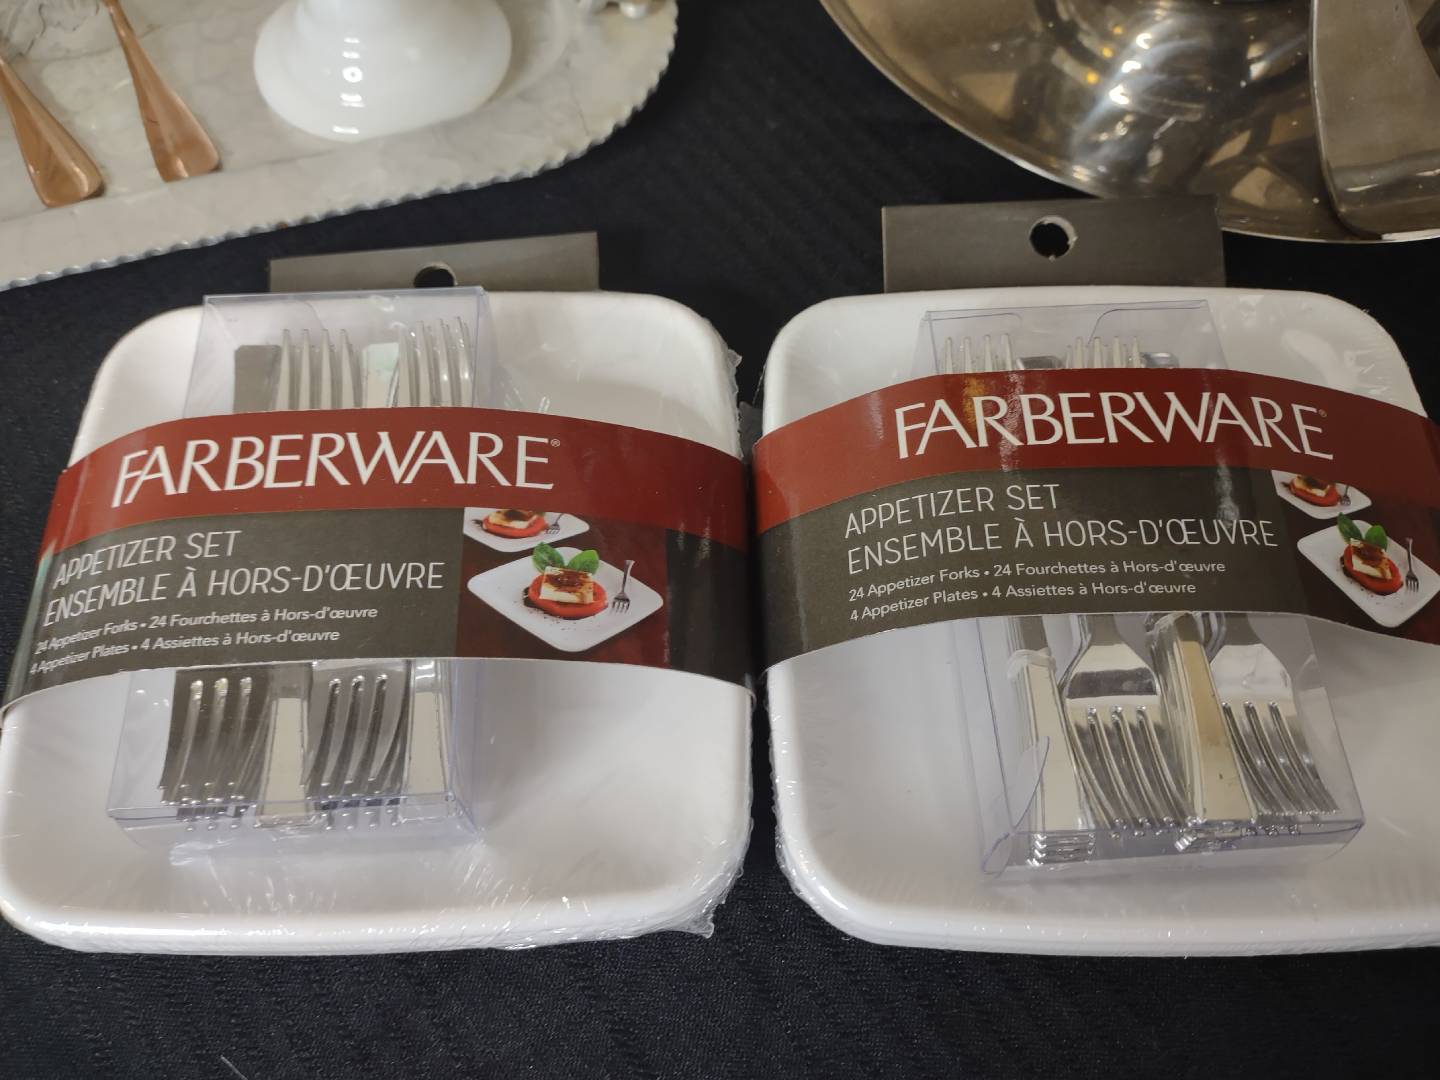 FARBERWARE®
APPETIZER SET
ENSEMBLE À HORS-D'ŒUVRE
24 Appetizer Forks • 24 Fourchettes à Hors-d'œuvre
4 Appetizer Plates • 4 Assiettes à Hors-d'œuvre
FARBERWARE®
APPETIZER SET
ENSEMBLE À HORS-D'ŒUVRE
24 Appetizer Forks • 24 Fourchettes à Hors-d'œuvre
4 Appetizer Plates • 4 Assiettes à Hors-d'œuvre